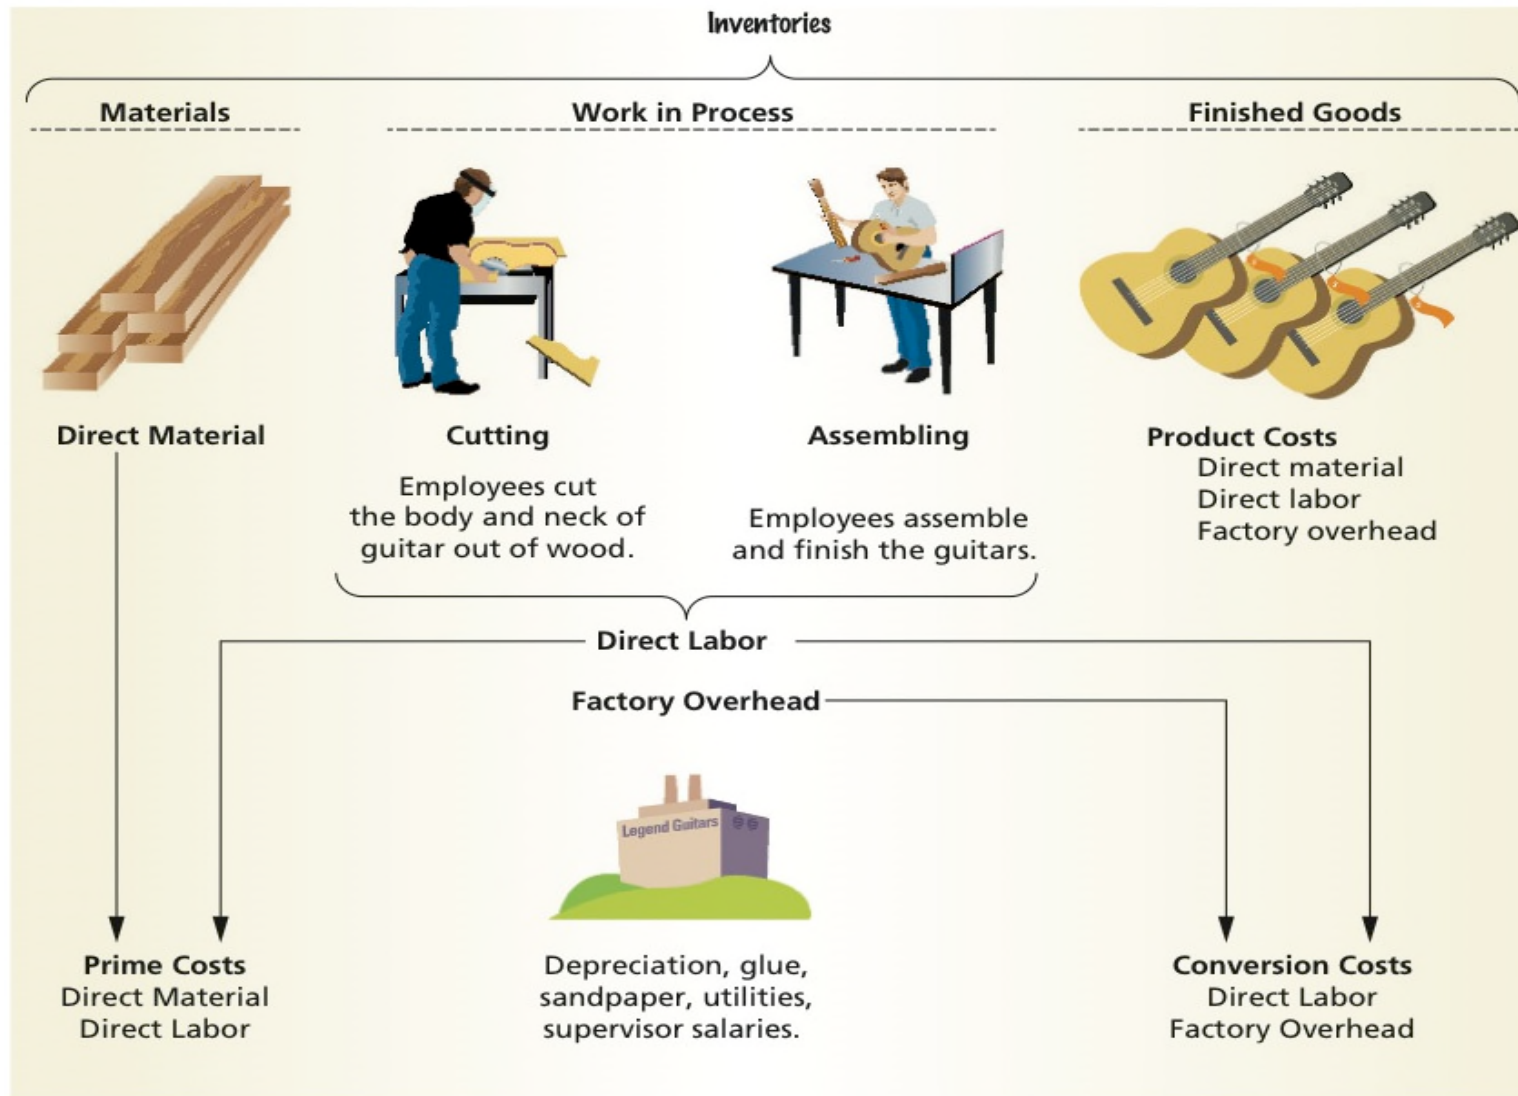 Inventories
Materials
Work in Process
Finished Goods
Direct Material
Cutting
Employees cut
the body and neck of
guitar out of wood.
Assembling
Employees assemble
and finish the guitars.
Product Costs
Direct material
Direct labor
Factory overhead
Direct Labor
Factory Overhead
Legend Guitars
Prime Costs
Direct Material
Direct Labor
Depreciation, glue,
sandpaper, utilities,
supervisor salaries.
Conversion Costs
Direct Labor
Factory Overhead